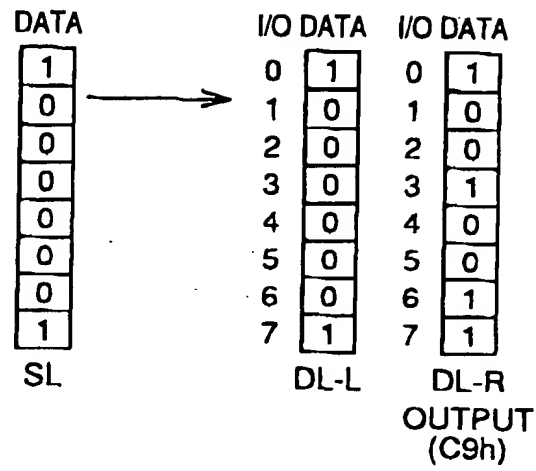 DATA I/O DATA I/O DATA
1 0 1 0 1
0 1 0 1 0
0 2 0 2 0
0 3 0 3 1
0 4 0 4 0
0 5 0 5 0
0 6 0 6 1
1 7 1 7 1
SL DL-L DL-R
OUTPUT
(C9h)